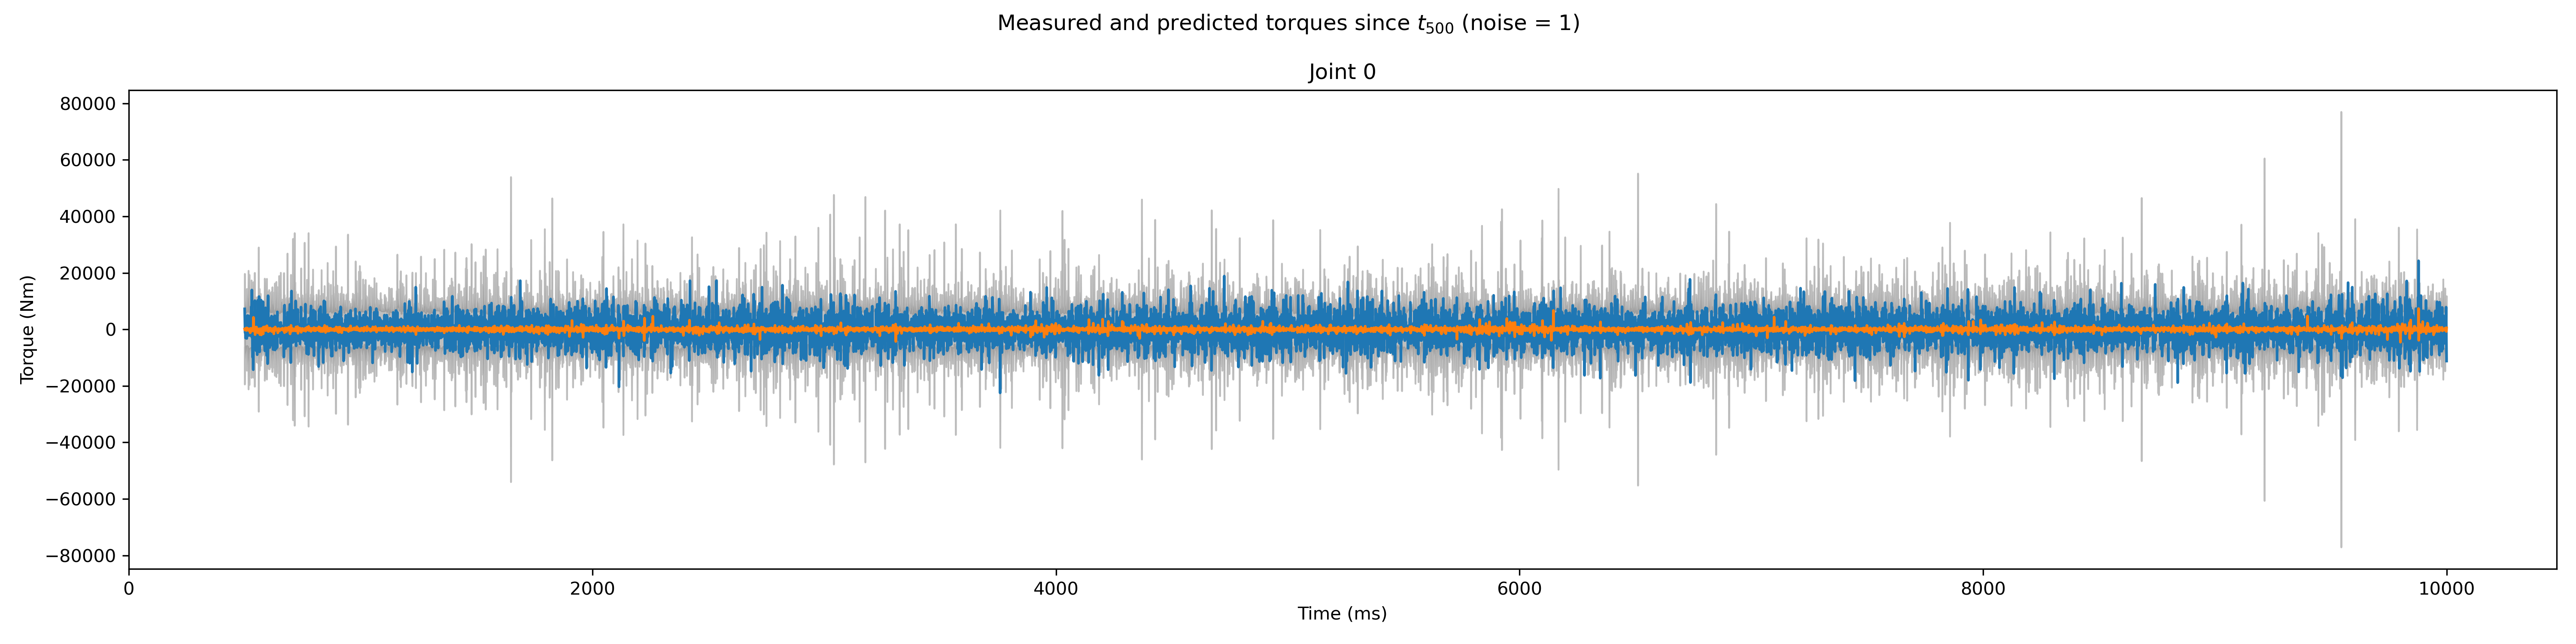 Measured and predicted torques since t₅₀₀ (noise = 1)
Joint 0
80000
60000
40000
20000
0
−20000
−40000
−60000
−80000
Torque (Nm)
0 2000 4000 6000 8000 10000
Time (ms)